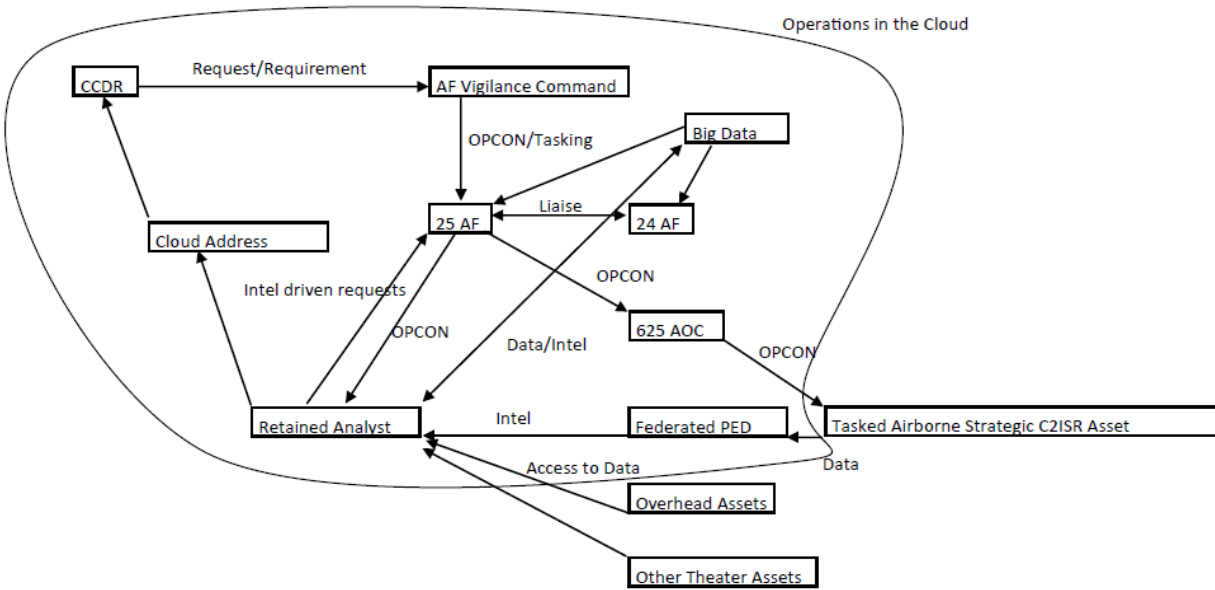 Operations in the Cloud
Request/Requirement
CCDR
AF Vigilance Command
Big Data
OPCON/Tasking
Liaise
25 AF
24 AF
Cloud Address
OPCON
Intel driven requests
625 AOC
OPCON
Data/Intel
OPCON
Intel
Retained Analyst
Federated PED
Tasked Airborne Strategic C2ISR Asset
Data
Access to Data
Overhead Assets
Other Theater Assets